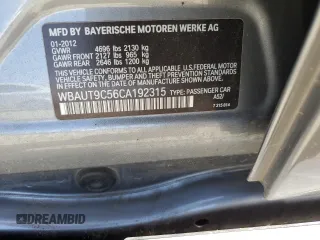 MFD BY BAYERISCHE MOTOREN WERKE AG
01-2012
GVWR 4696 lbs 2130 kg
GAWR FRONT 2127 lbs 965 kg
GAWR REAR 2646 lbs 1200 kg
THIS VEHICLE CONFORMS TO ALL APPLICABLE
U.S. FEDERAL MOTOR VEHICLE SAFETY,
BUMPER AND THEFT PREVENTION STANDARDS
IN EFFECT ON THE DATE OF MANUFACTURE
SHOWN ABOVE.
WBAUT9C56CA192315 TYPE: PASSENGER CAR
A52/
DREAMBID